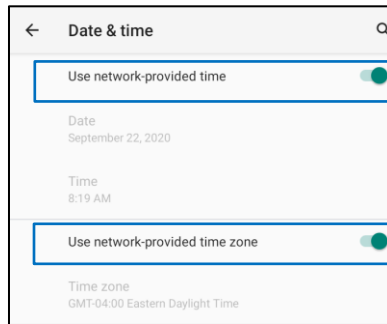 Date & time
Use network-provided time
Date
September 22, 2020
Time
8:19 AM
Use network-provided time zone
Time zone
GMT-04:00 Eastern Daylight Time